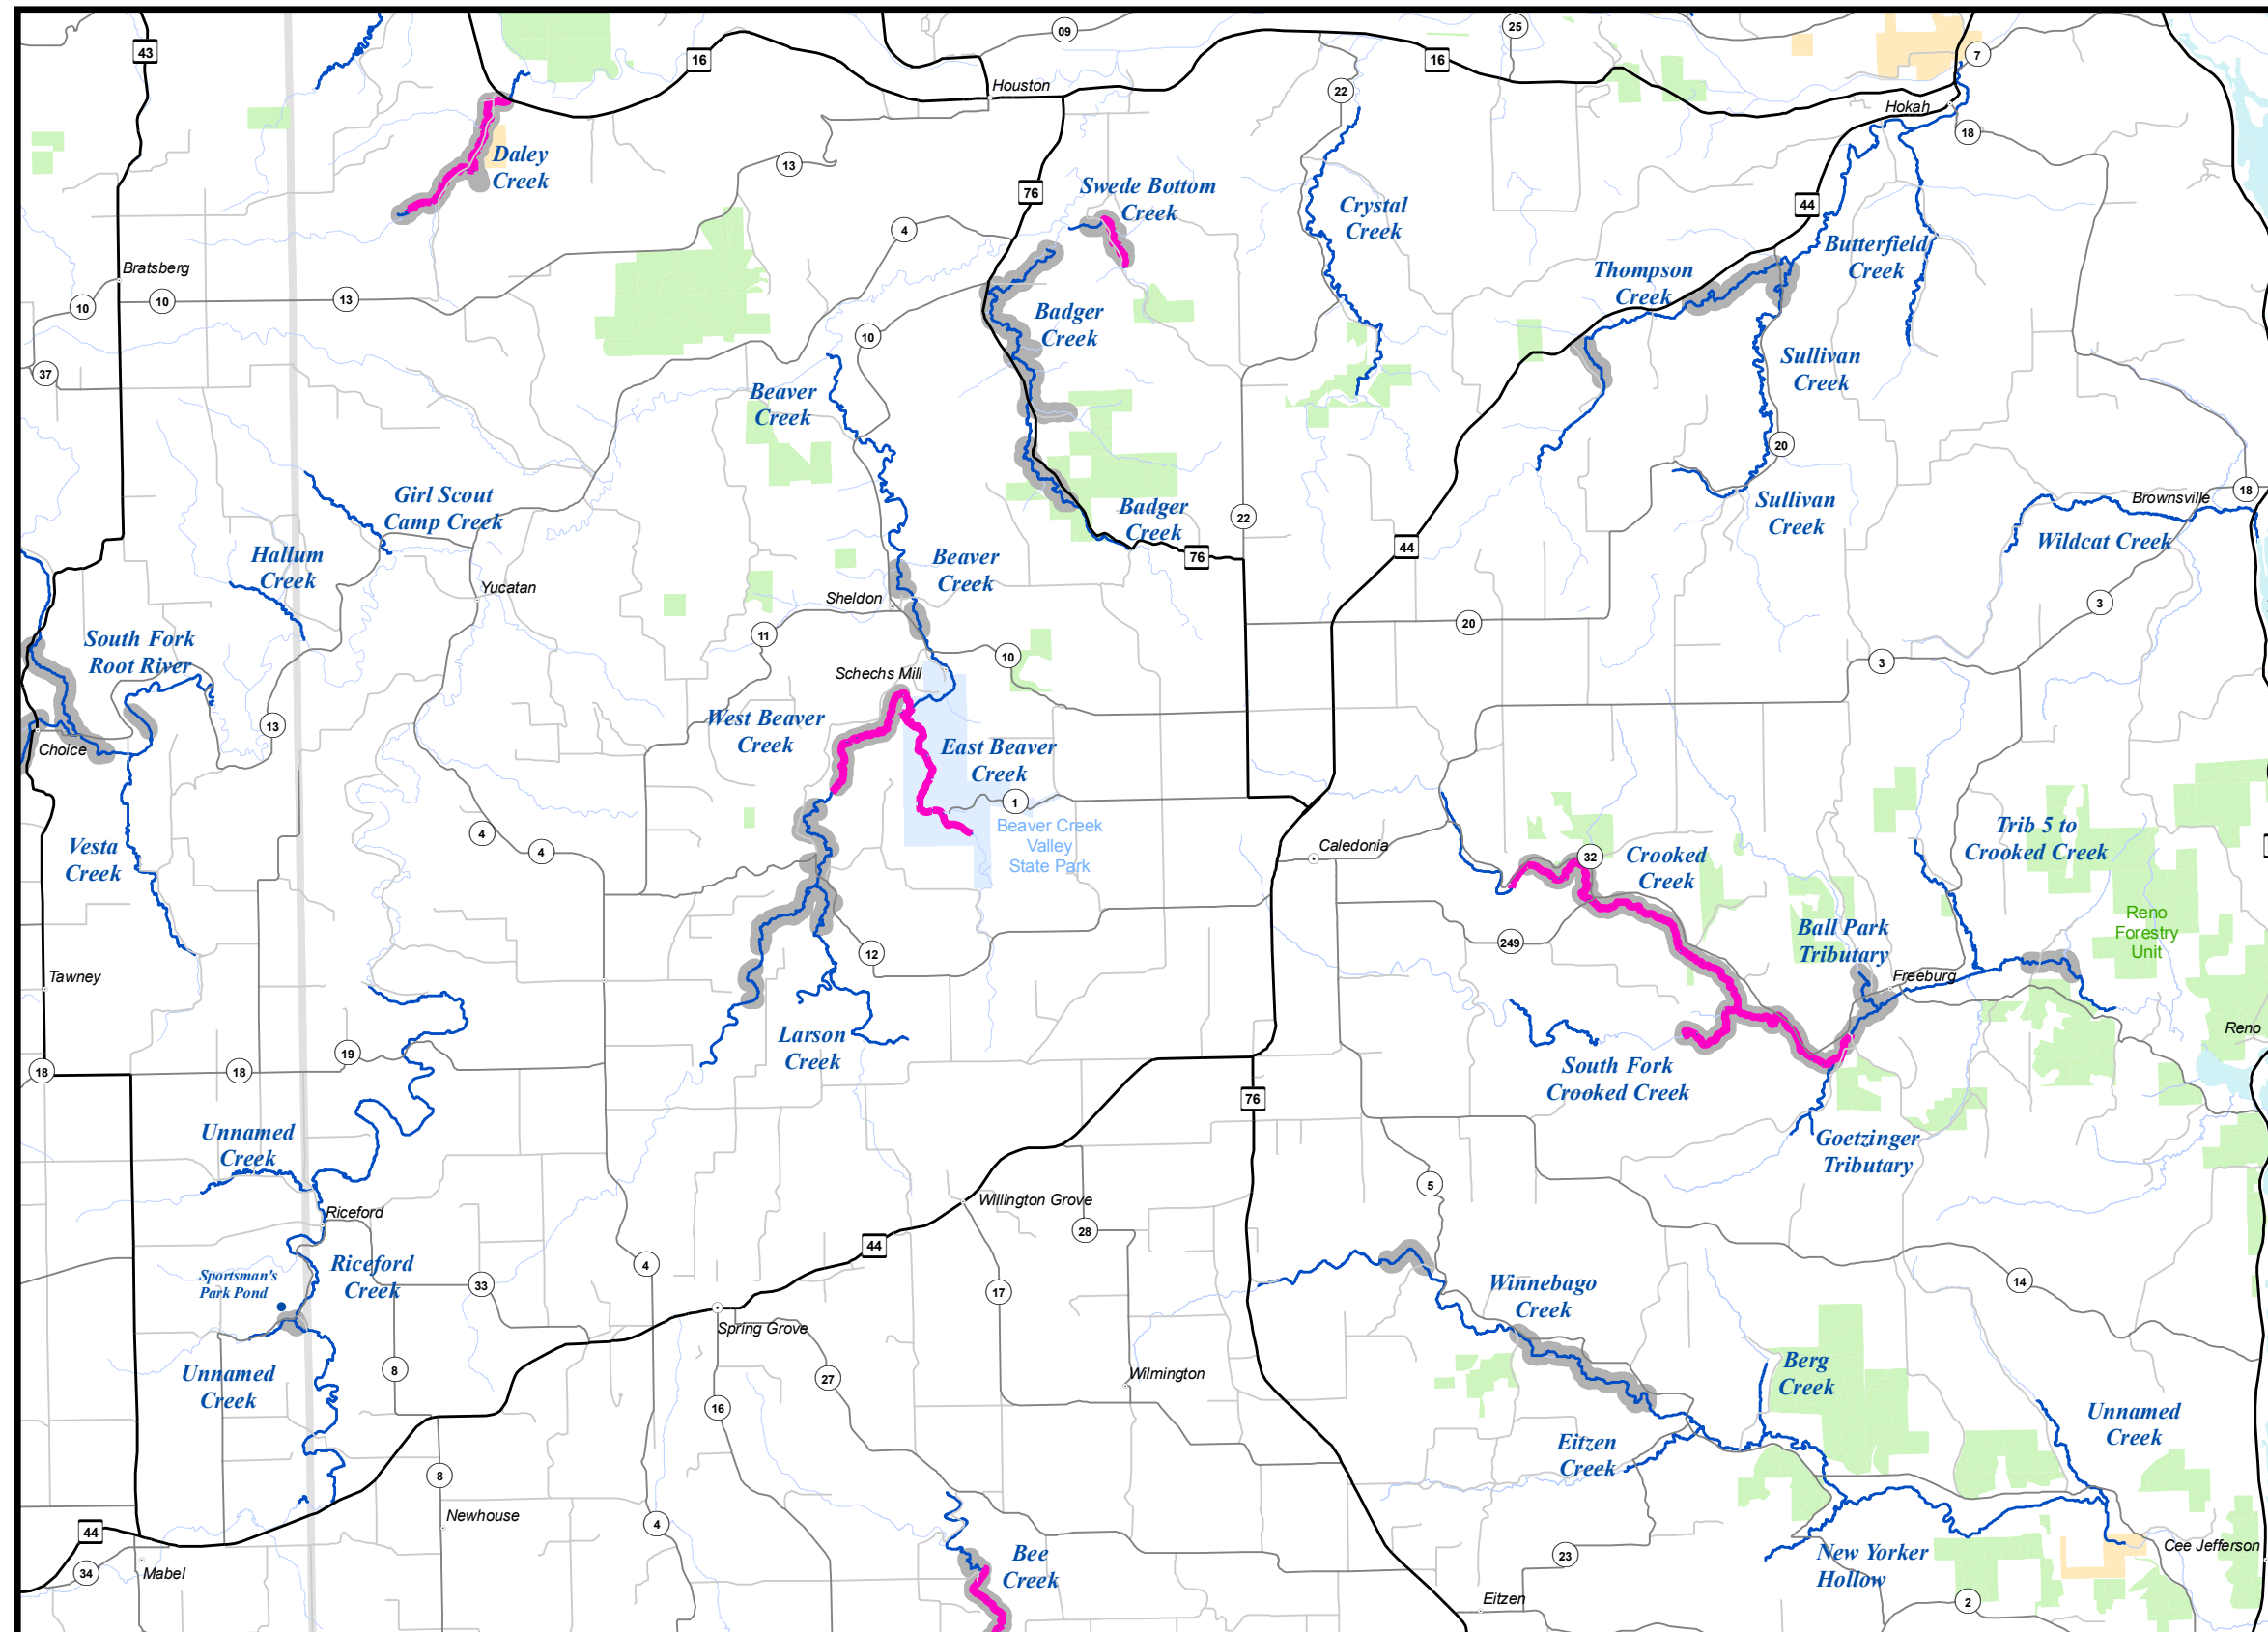 43
16
09
25
16
7
Houston
22
Hokah
18
Daley
Creek
13
76
Swede Bottom
Creek
Crystal
Creek
44
4
Butterfield
Creek
Bratsberg
Thompson
Creek
10
10
13
Badger
Creek
10
Sullivan
Creek
37
Beaver
Creek
20
Girl Scout
Camp Creek
Badger
Creek
22
Sullivan
Creek
Brownsville
18
Hallum
Creek
Beaver
Creek
76
44
Wildcat Creek
Yucatan
Sheldon
3
South Fork
Root River
11
10
20
3
Schechs Mill
13
West Beaver
Creek
Choice
East Beaver
Creek
1
Vesta
Creek
4
4
Beaver Creek
Valley
State Park
Caledonia
32
Crooked
Creek
Trib 5 to
Crooked Creek
Reno
Forestry
Unit
249
Ball Park
Tributary
12
Tawney
Freeburg
Reno
Larson
Creek
18
18
19
South Fork
Crooked Creek
76
Unnamed
Creek
Goetzinger
Tributary
5
Riceford
Willington Grove
28
44
Sportsman's
Park Pond
Riceford
Creek
33
4
17
Winnebago
Creek
14
Spring Grove
Unnamed
Creek
8
27
Wilmington
Berg
Creek
16
Unnamed
Creek
Eitzen
Creek
8
Newhouse
4
44
34
Mabel
Bee
Creek
23
New Yorker
Hollow
Cee Jefferson
Eitzen
2